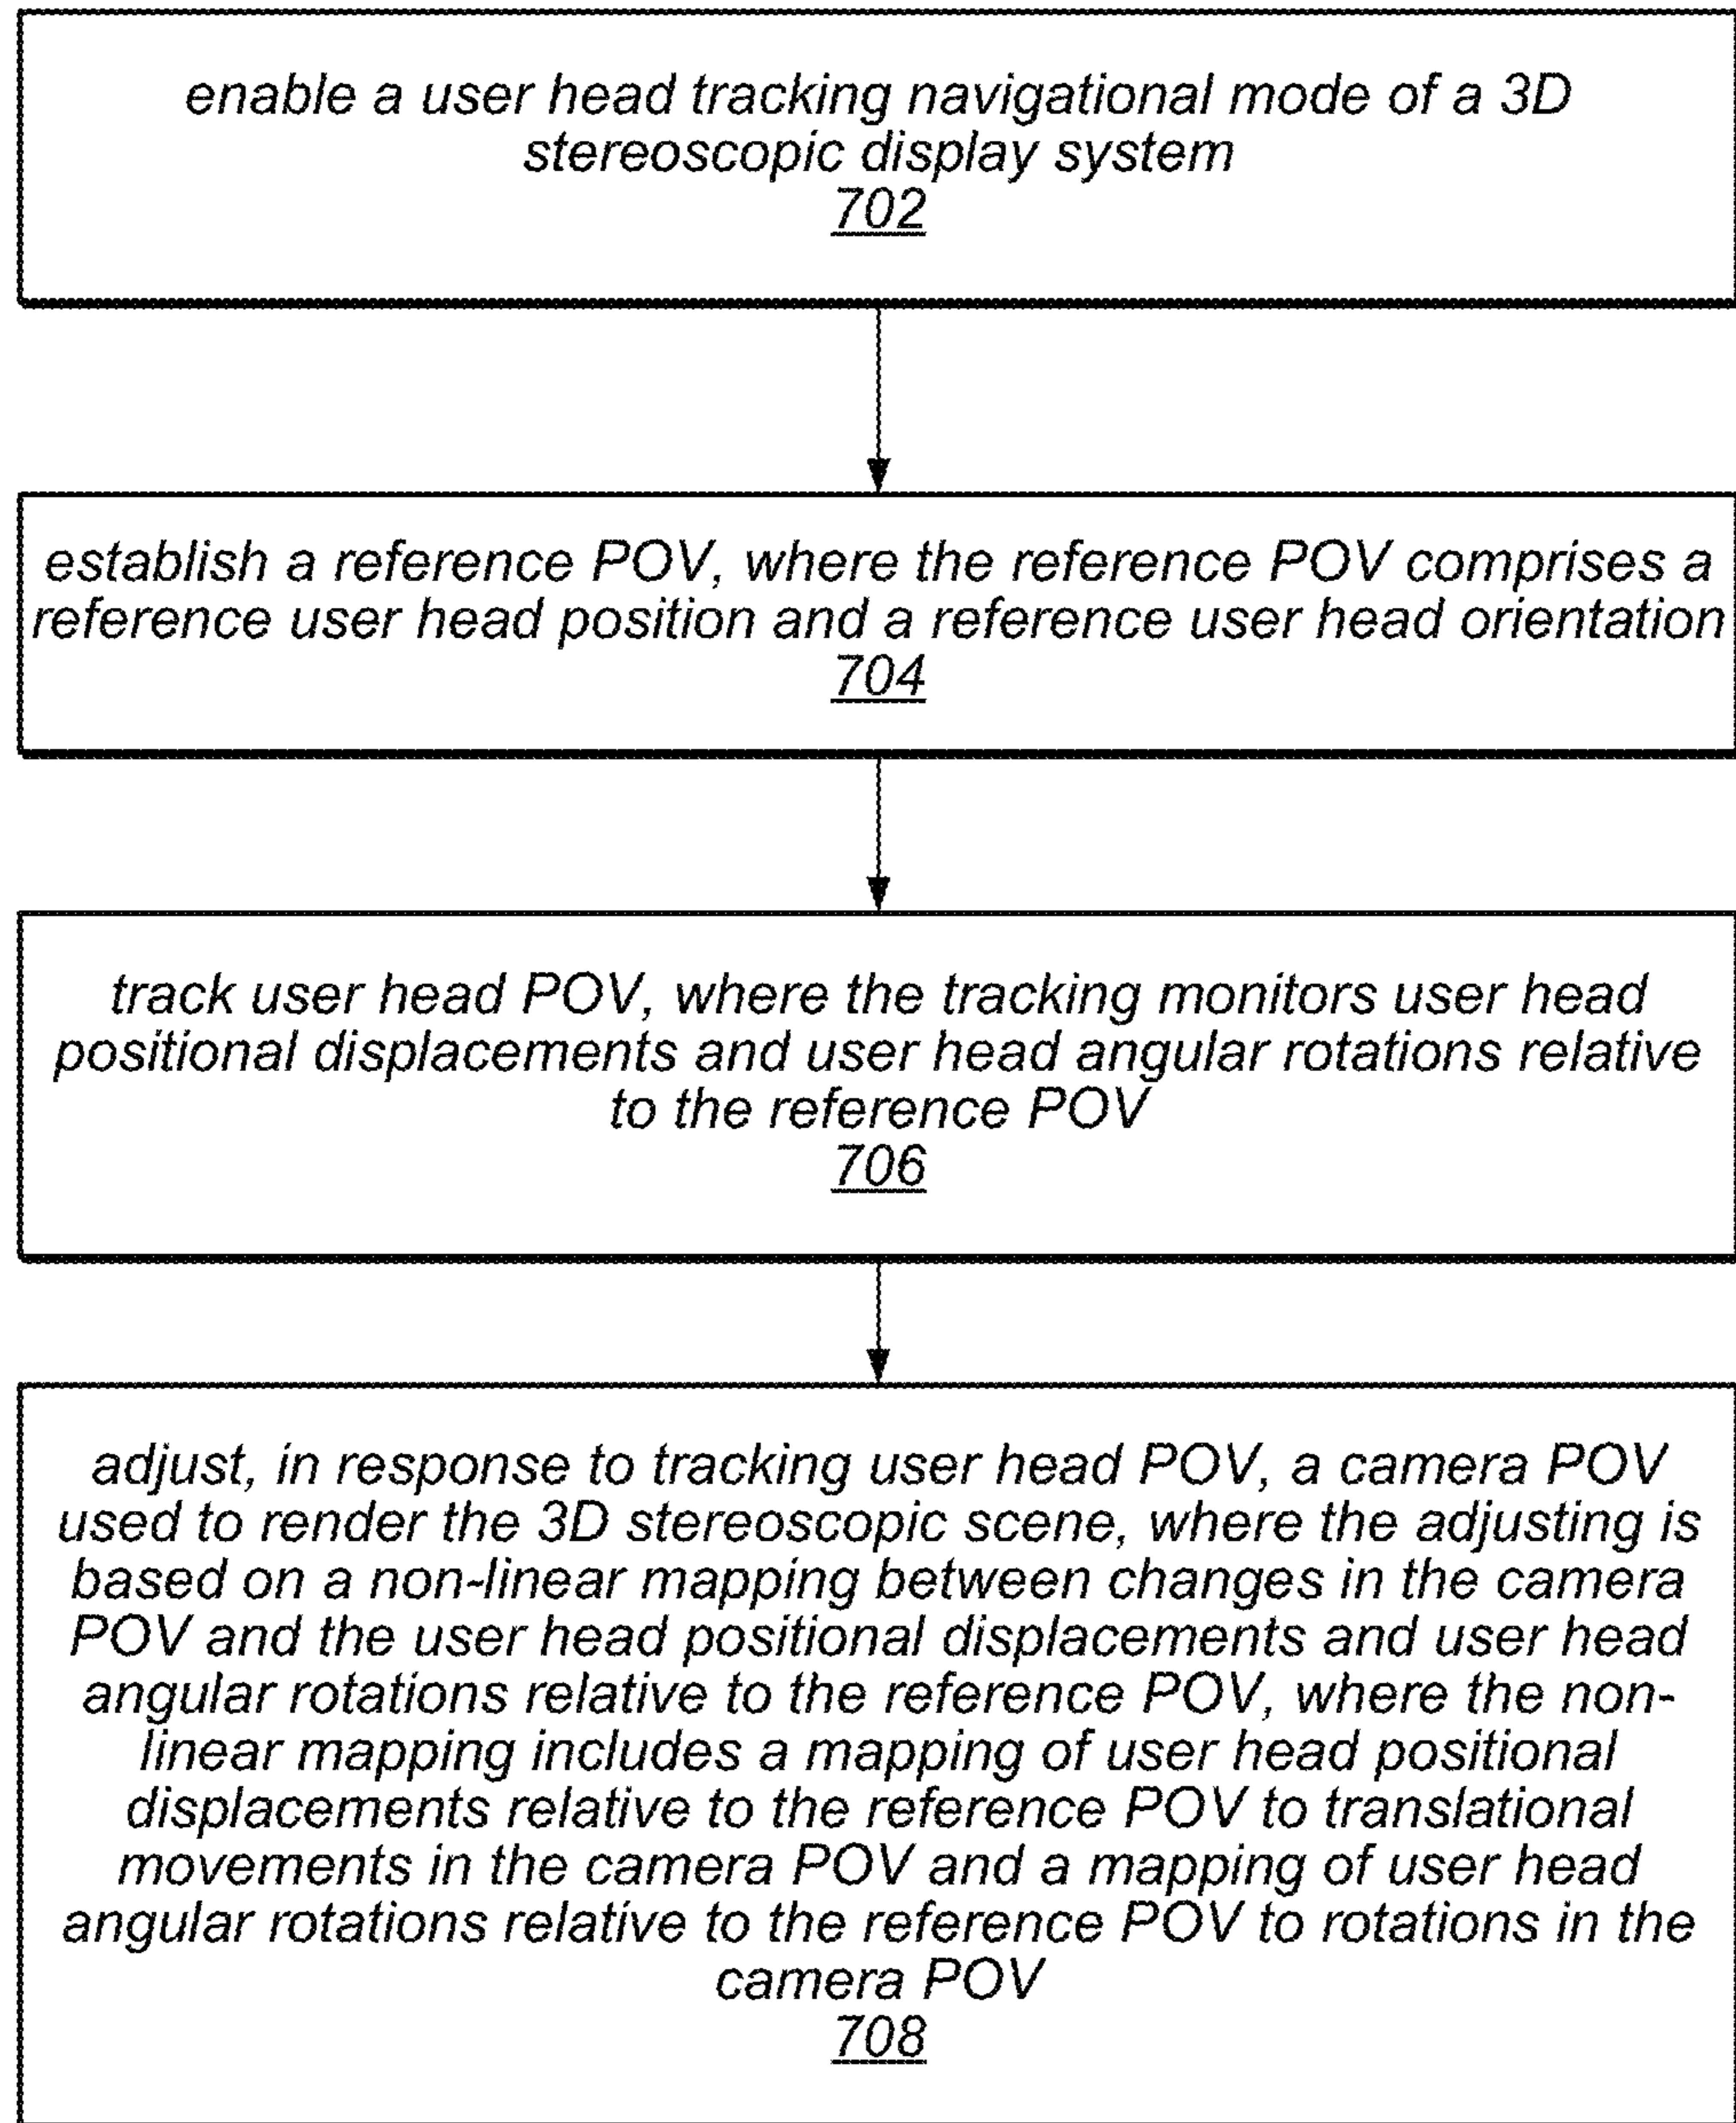 enable a user head tracking navigational mode of a 3D
stereoscopic display system
702
establish a reference POV, where the reference POV comprises a
reference user head position and a reference user head orientation
704
track user head POV, where the tracking monitors user head
positional displacements and user head angular rotations relative
to the reference POV
706
adjust, in response to tracking user head POV, a camera POV
used to render the 3D stereoscopic scene, where the adjusting is
based on a non-linear mapping between changes in the camera
POV and the user head positional displacements and user head
angular rotations relative to the reference POV, where the non-
linear mapping includes a mapping of user head positional
displacements relative to the reference POV to translational
movements in the camera POV and a mapping of user head
angular rotations relative to the reference POV to rotations in the
camera POV
708